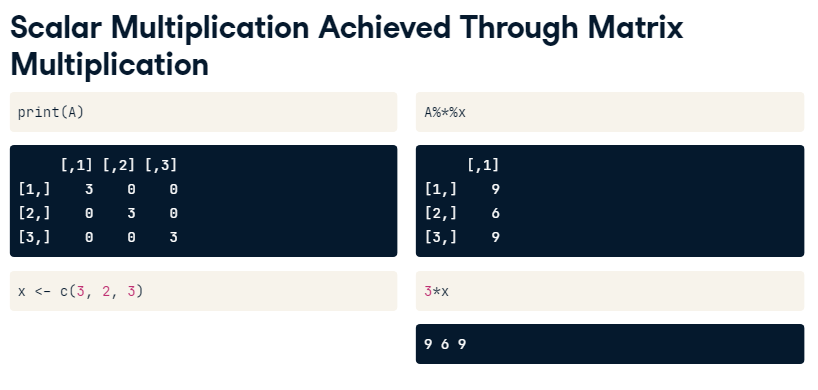 Scalar Multiplication Achieved Through Matrix
Multiplication
print(A)
     [,1] [,2] [,3]
[1,]    3    0    0
[2,]    0    3    0
[3,]    0    0    3
x <- c(3, 2, 3)
A%*%x
     [,1]
[1,]    9
[2,]    6
[3,]    9
3*x
9 6 9